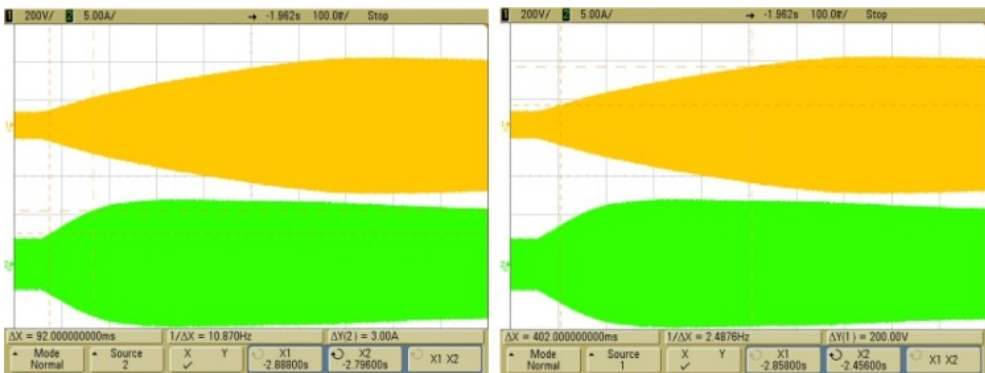 1 200V/ 2 5.00A/ -1.962s 100.0㎳/ Stop
ΔX = 92.000000000ms 1/ΔX = 10.870Hz ΔY(2) = 3.00A
Mode Normal Source 2 X Y X1 -2.88800s X2 -2.79600s X1 X2
1 200V/ 2 5.00A/ -1.962s 100.0㎳/ Stop
ΔX = 402.000000000ms 1/ΔX = 2.4876Hz ΔY(1) = 200.00V
Mode Normal Source 1 X Y X1 -2.85800s X2 -2.45600s X1 X2